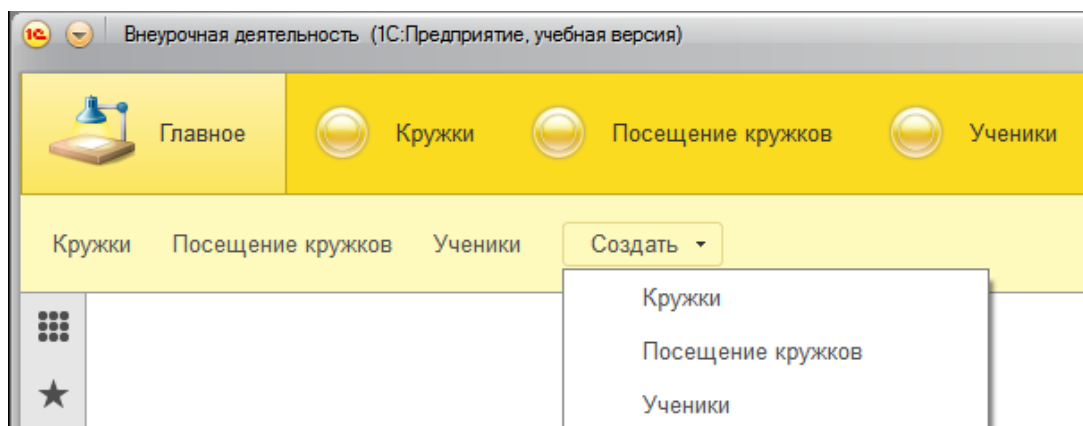 1С Внеурочная деятельность (1С:Предприятие, учебная версия)
Главное Кружки Посещение кружков Ученики
Кружки Посещение кружков Ученики Создать
Кружки
Посещение кружков
Ученики